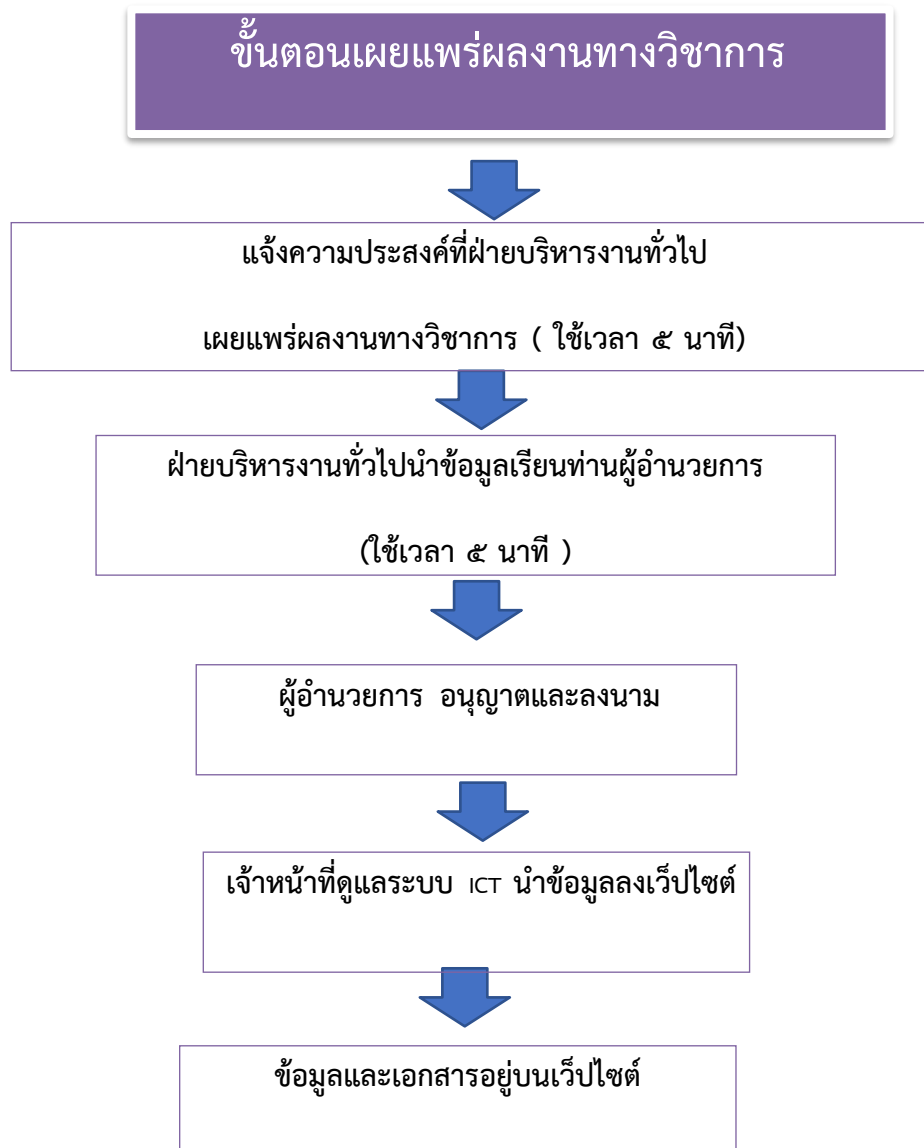 ขั้นตอนเผยแพร่ผลงานทางวิชาการ
แจ้งความประสงค์ที่ฝ่ายบริหารงานทั่วไป
เผยแพร่ผลงานทางวิชาการ ( ใช้เวลา ๕ นาที)
ฝ่ายบริหารงานทั่วไปนำข้อมูลเรียนท่านผู้อำนวยการ
(ใช้เวลา ๕ นาที )
ผู้อำนวยการ อนุญาตและลงนาม
เจ้าหน้าที่ดูแลระบบ ICT นำข้อมูลลงเว็ปไซต์
ข้อมูลและเอกสารอยู่บนเว็ปไซต์